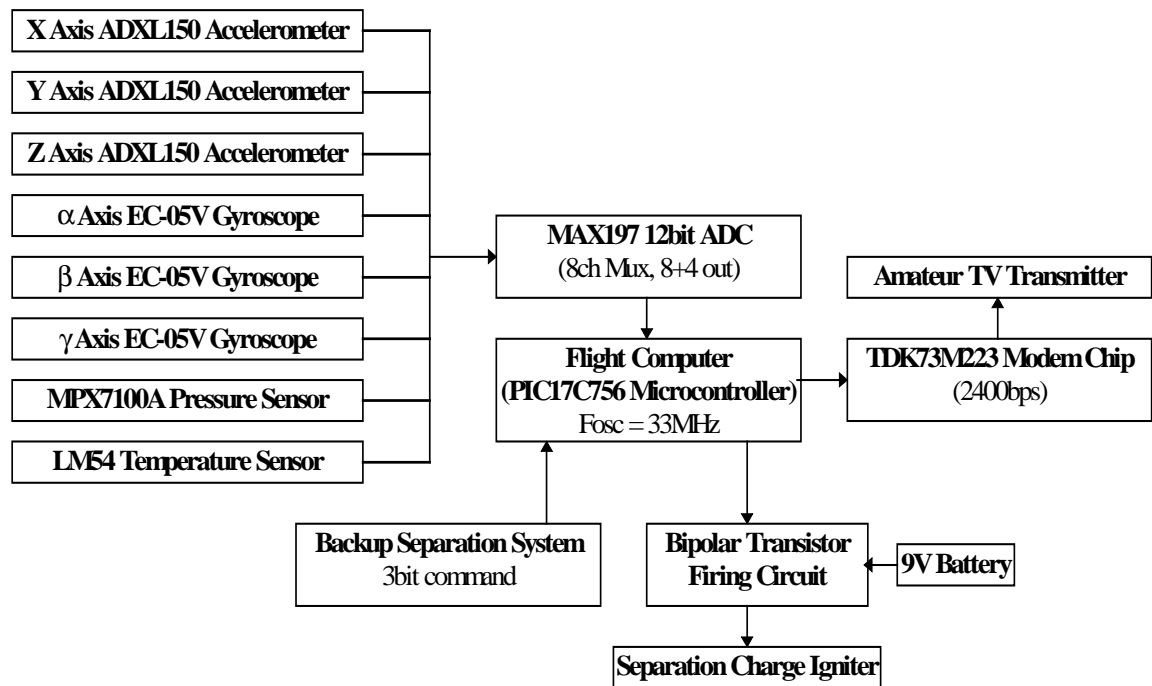 X Axis ADXL150 Accelerometer
Y Axis ADXL150 Accelerometer
Z Axis ADXL150 Accelerometer
α Axis EC-05V Gyroscope
β Axis EC-05V Gyroscope
γ Axis EC-05V Gyroscope
MPX7100A Pressure Sensor
LM54 Temperature Sensor
MAX197 12bit ADC
(8ch Mux, 8+4 out)
Flight Computer
(PIC17C756 Microcontroller)
Fosc = 33MHz
Amateur TV Transmitter
TDK73M223 Modem Chip
(2400bps)
Backup Separation System
3bit command
Bipolar Transistor
Firing Circuit
9V Battery
Separation Charge Igniter